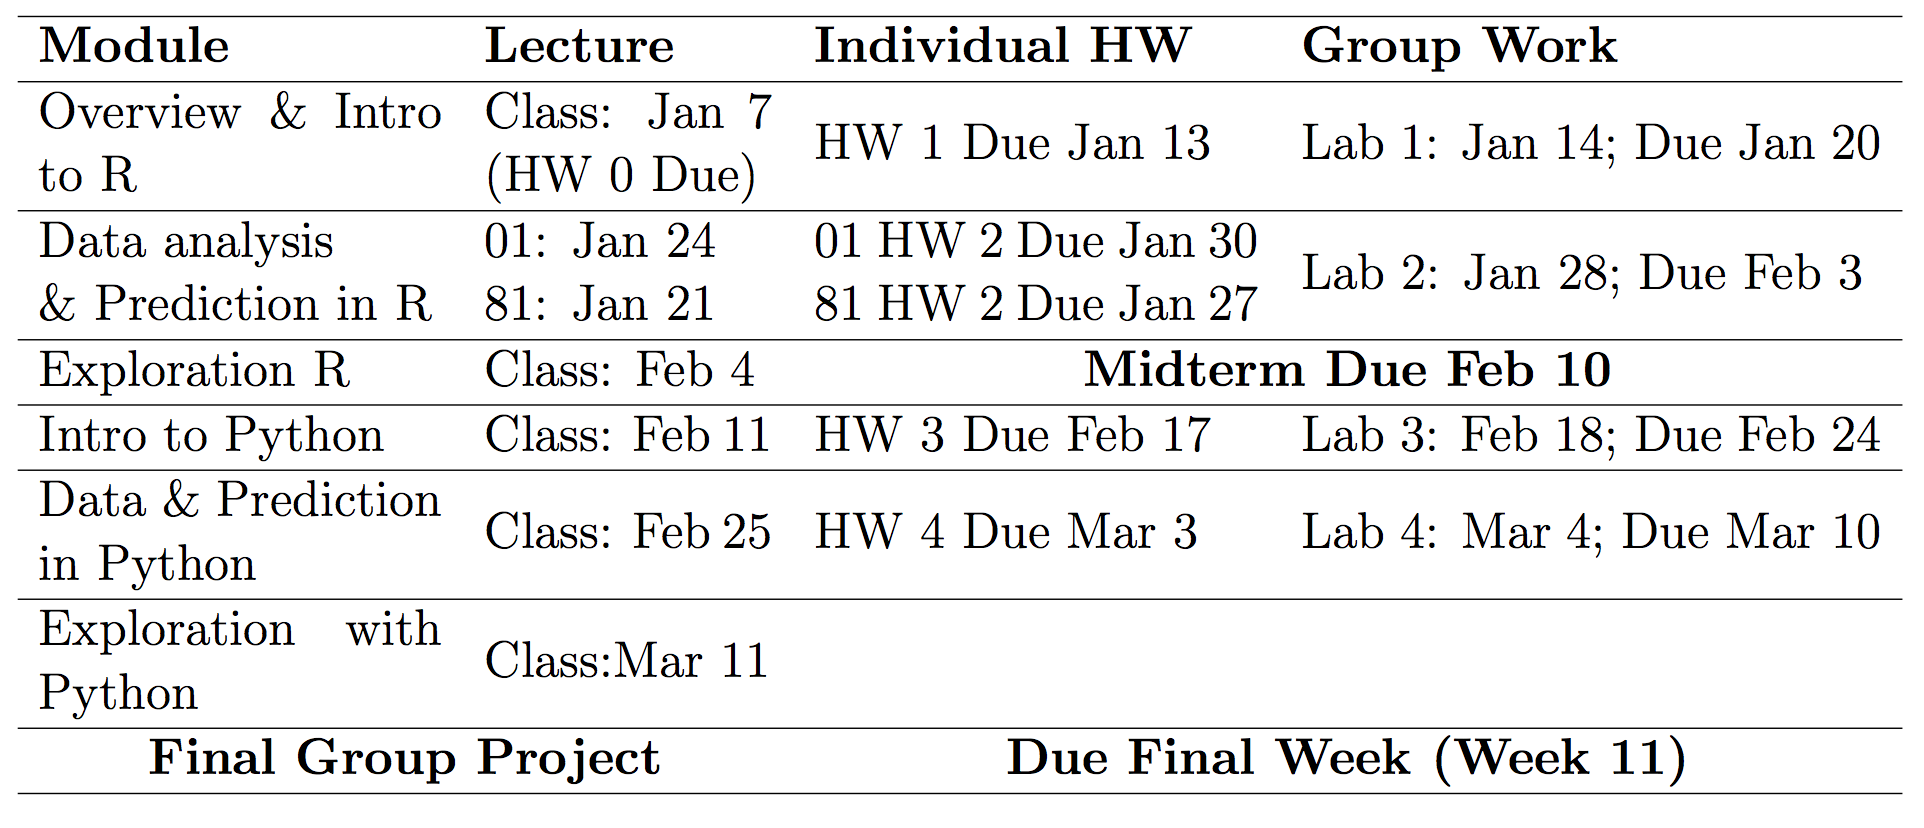 Module Lecture Individual HW Group Work
Overview & Intro to R Class: Jan 7 (HW 0 Due) HW 1 Due Jan 13 Lab 1: Jan 14; Due Jan 20
Data analysis & Prediction in R 01: Jan 24 81: Jan 21 01 HW 2 Due Jan 30 81 HW 2 Due Jan 27 Lab 2: Jan 28; Due Feb 3
Exploration R Class: Feb 4 Midterm Due Feb 10
Intro to Python Class: Feb 11 HW 3 Due Feb 17 Lab 3: Feb 18; Due Feb 24
Data & Prediction in Python Class: Feb 25 HW 4 Due Mar 3 Lab 4: Mar 4; Due Mar 10
Exploration with Python Class:Mar 11
Final Group Project Due Final Week (Week 11)